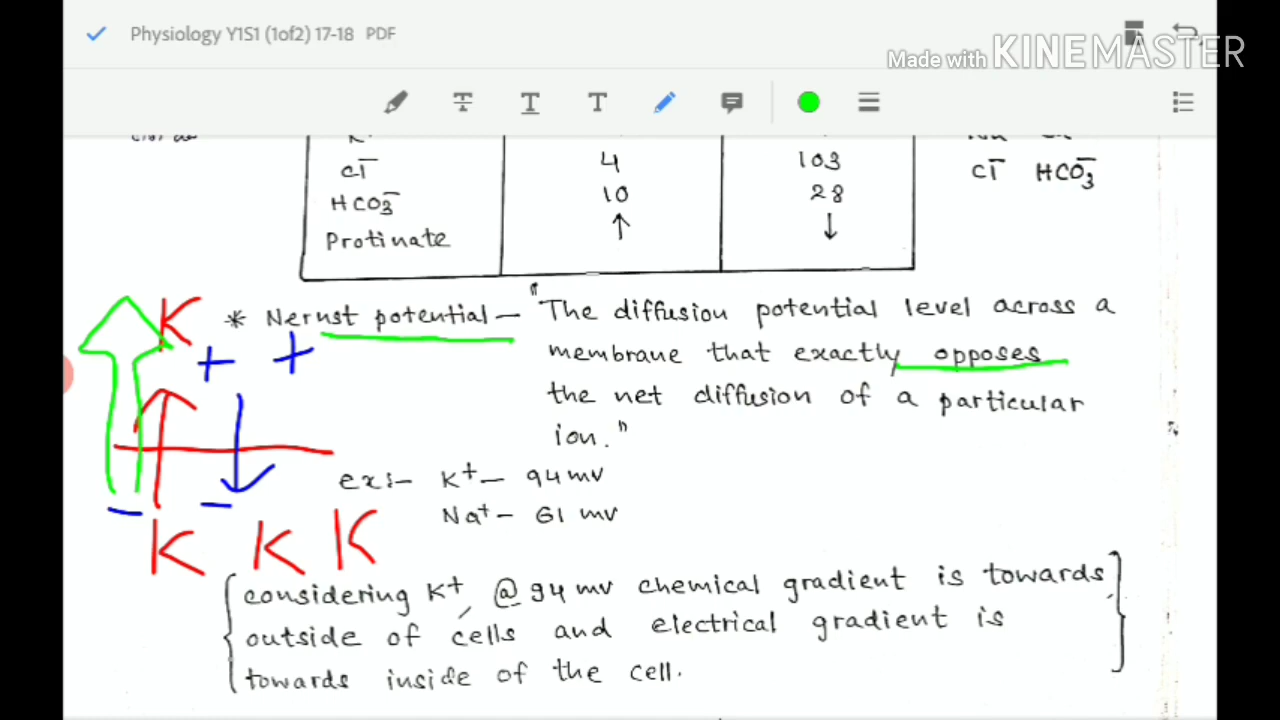 Physiology Y1S1 (1of2) 17-18 PDF
Made with KINEMASTER
T T T
Cl⁻ 4 103 Cl⁻ HCO₃⁻
HCO₃⁻ 10 28
Protinate ↑ ↓
* Nernst potential — "The diffusion potential level across a
membrane that exactly opposes
the net diffusion of a particular
ion."
ex:- K+ — 94 mv
Na+ - 61 mv
K
+ +
- -
K K K
considering K+ @ 94 mv chemical gradient is towards
outside of cells and electrical gradient is
towards inside of the cell.